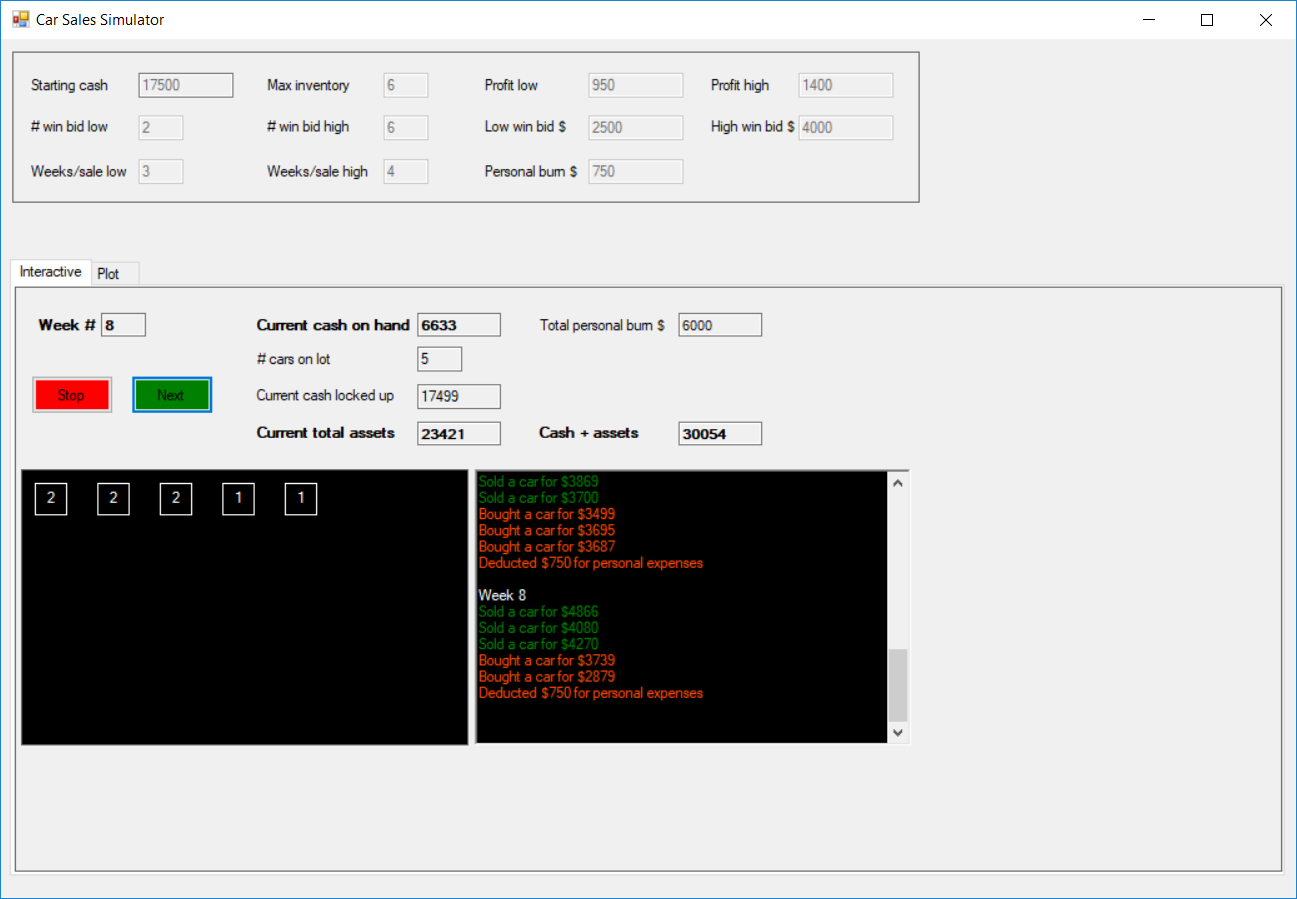 Car Sales Simulator
Starting cash 17500 Max inventory 6 Profit low 950 Profit high 1400
# win bid low 2 # win bid high 6 Low win bid $ 2500 High win bid $ 4000
Weeks/sale low 3 Weeks/sale high 4 Personal burn $ 750
Interactive Plot
Week # 8 Current cash on hand 6633 Total personal burn $ 6000
# cars on lot 5
Stop Next Current cash locked up 17499
Current total assets 23421 Cash + assets 30054
2 2 2 1 1
Sold a car for $3869
Sold a car for $3700
Bought a car for $3499
Bought a car for $3695
Bought a car for $3687
Deducted $750 for personal expenses
Week 8
Sold a car for $4866
Sold a car for $4080
Sold a car for $4270
Bought a car for $3739
Bought a car for $2879
Deducted $750 for personal expenses